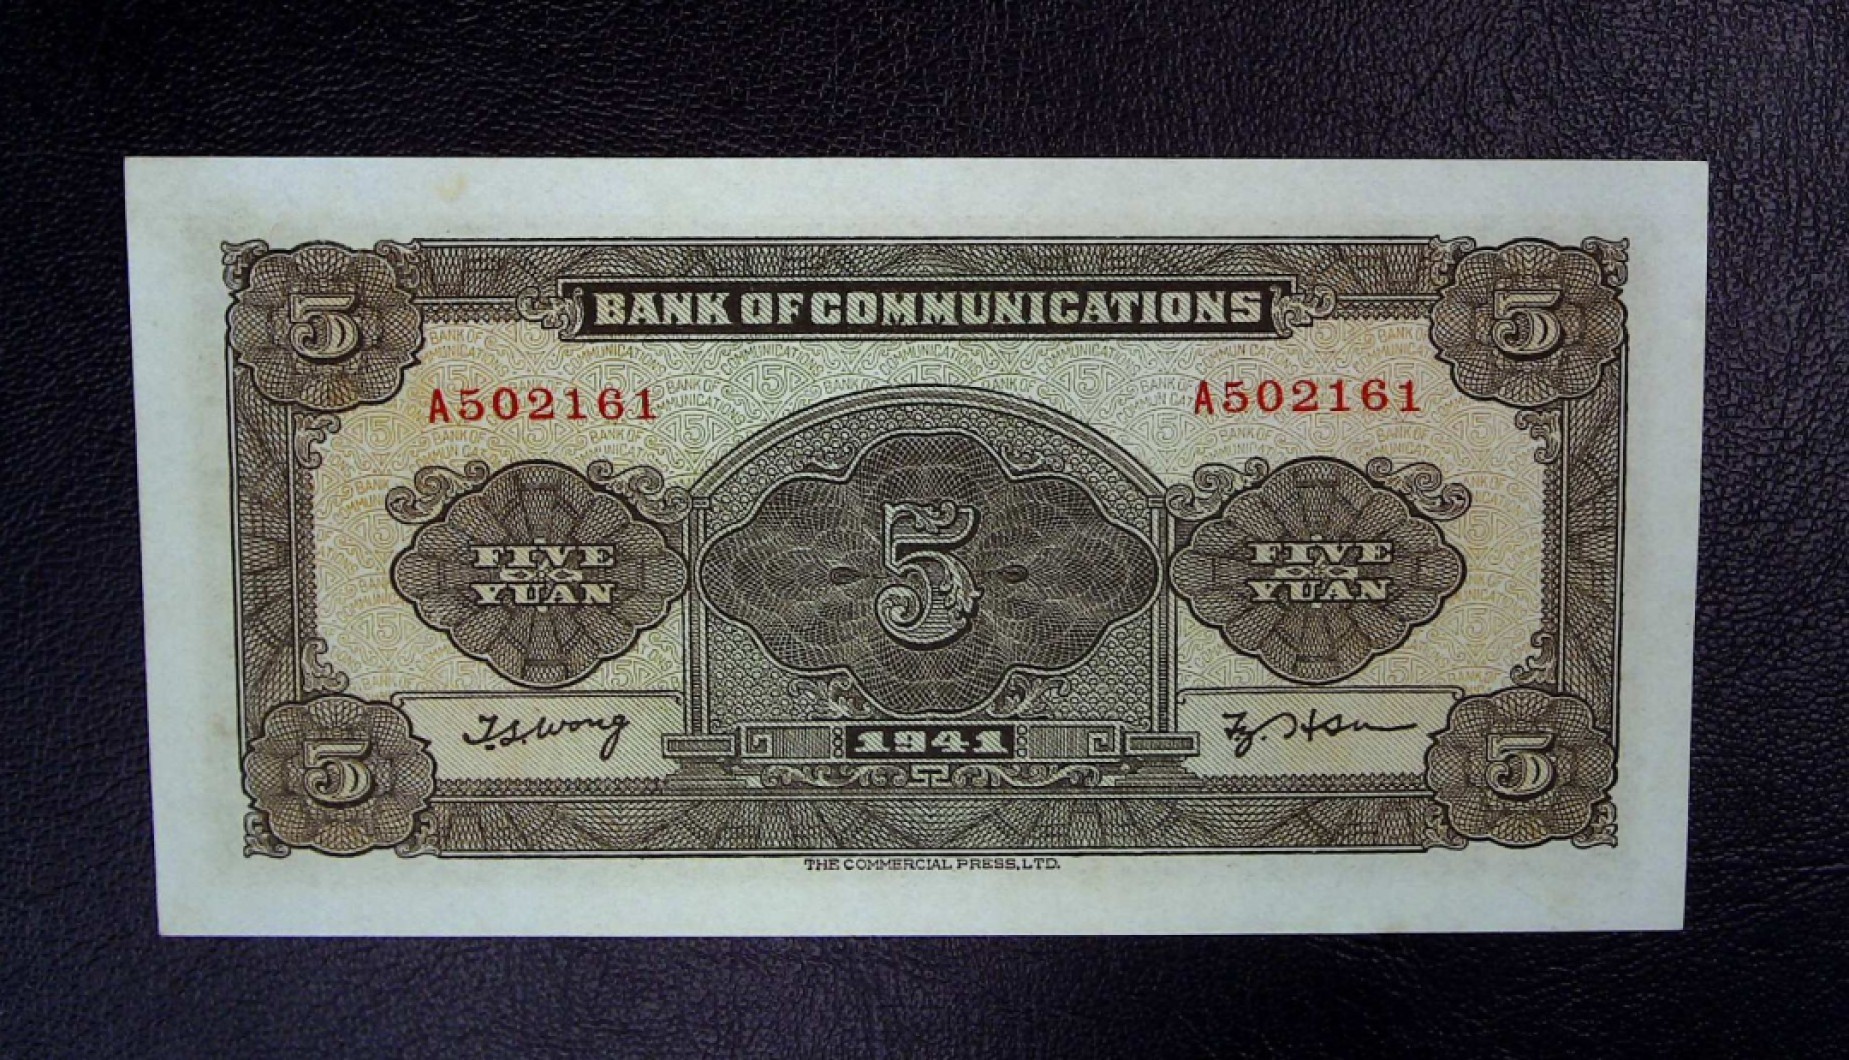 5 5
BANK OF COMMUNICATIONS
A502161 A502161
FIVE
YUAN
5
FIVE
YUAN
T.S. Wong
1941
5 5
THE COMMERCIAL PRESS, LTD.